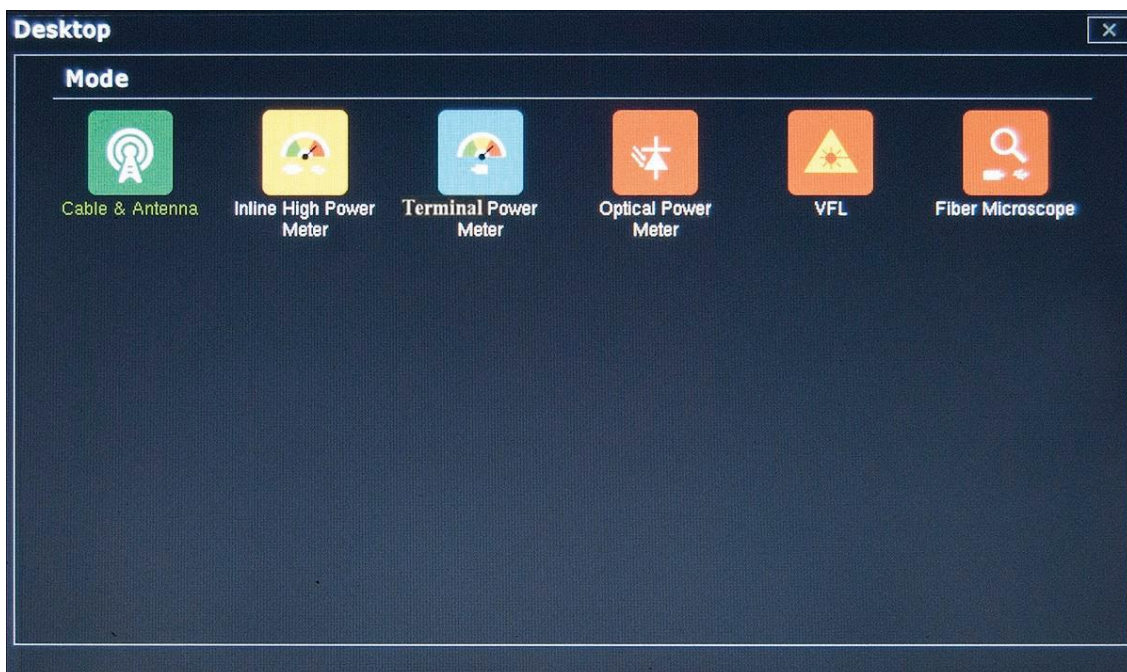 Desktop
Mode
Cable & Antenna
Inline High Power
Meter
Terminal Power
Meter
Optical Power
Meter
VFL
Fiber Microscope